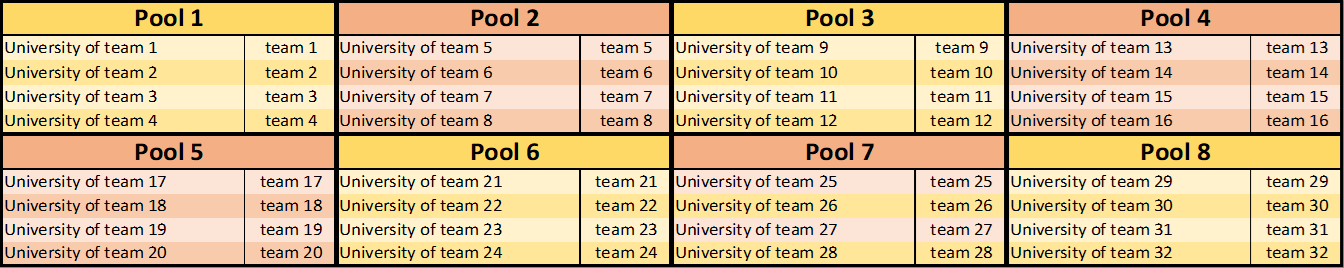 Pool 1 Pool 2 Pool 3 Pool 4
University of team 1 team 1 University of team 5 team 5 University of team 9 team 9 University of team 13 team 13
University of team 2 team 2 University of team 6 team 6 University of team 10 team 10 University of team 14 team 14
University of team 3 team 3 University of team 7 team 7 University of team 11 team 11 University of team 15 team 15
University of team 4 team 4 University of team 8 team 8 University of team 12 team 12 University of team 16 team 16
Pool 5 Pool 6 Pool 7 Pool 8
University of team 17 team 17 University of team 21 team 21 University of team 25 team 25 University of team 29 team 29
University of team 18 team 18 University of team 22 team 22 University of team 26 team 26 University of team 30 team 30
University of team 19 team 19 University of team 23 team 23 University of team 27 team 27 University of team 31 team 31
University of team 20 team 20 University of team 24 team 24 University of team 28 team 28 University of team 32 team 32